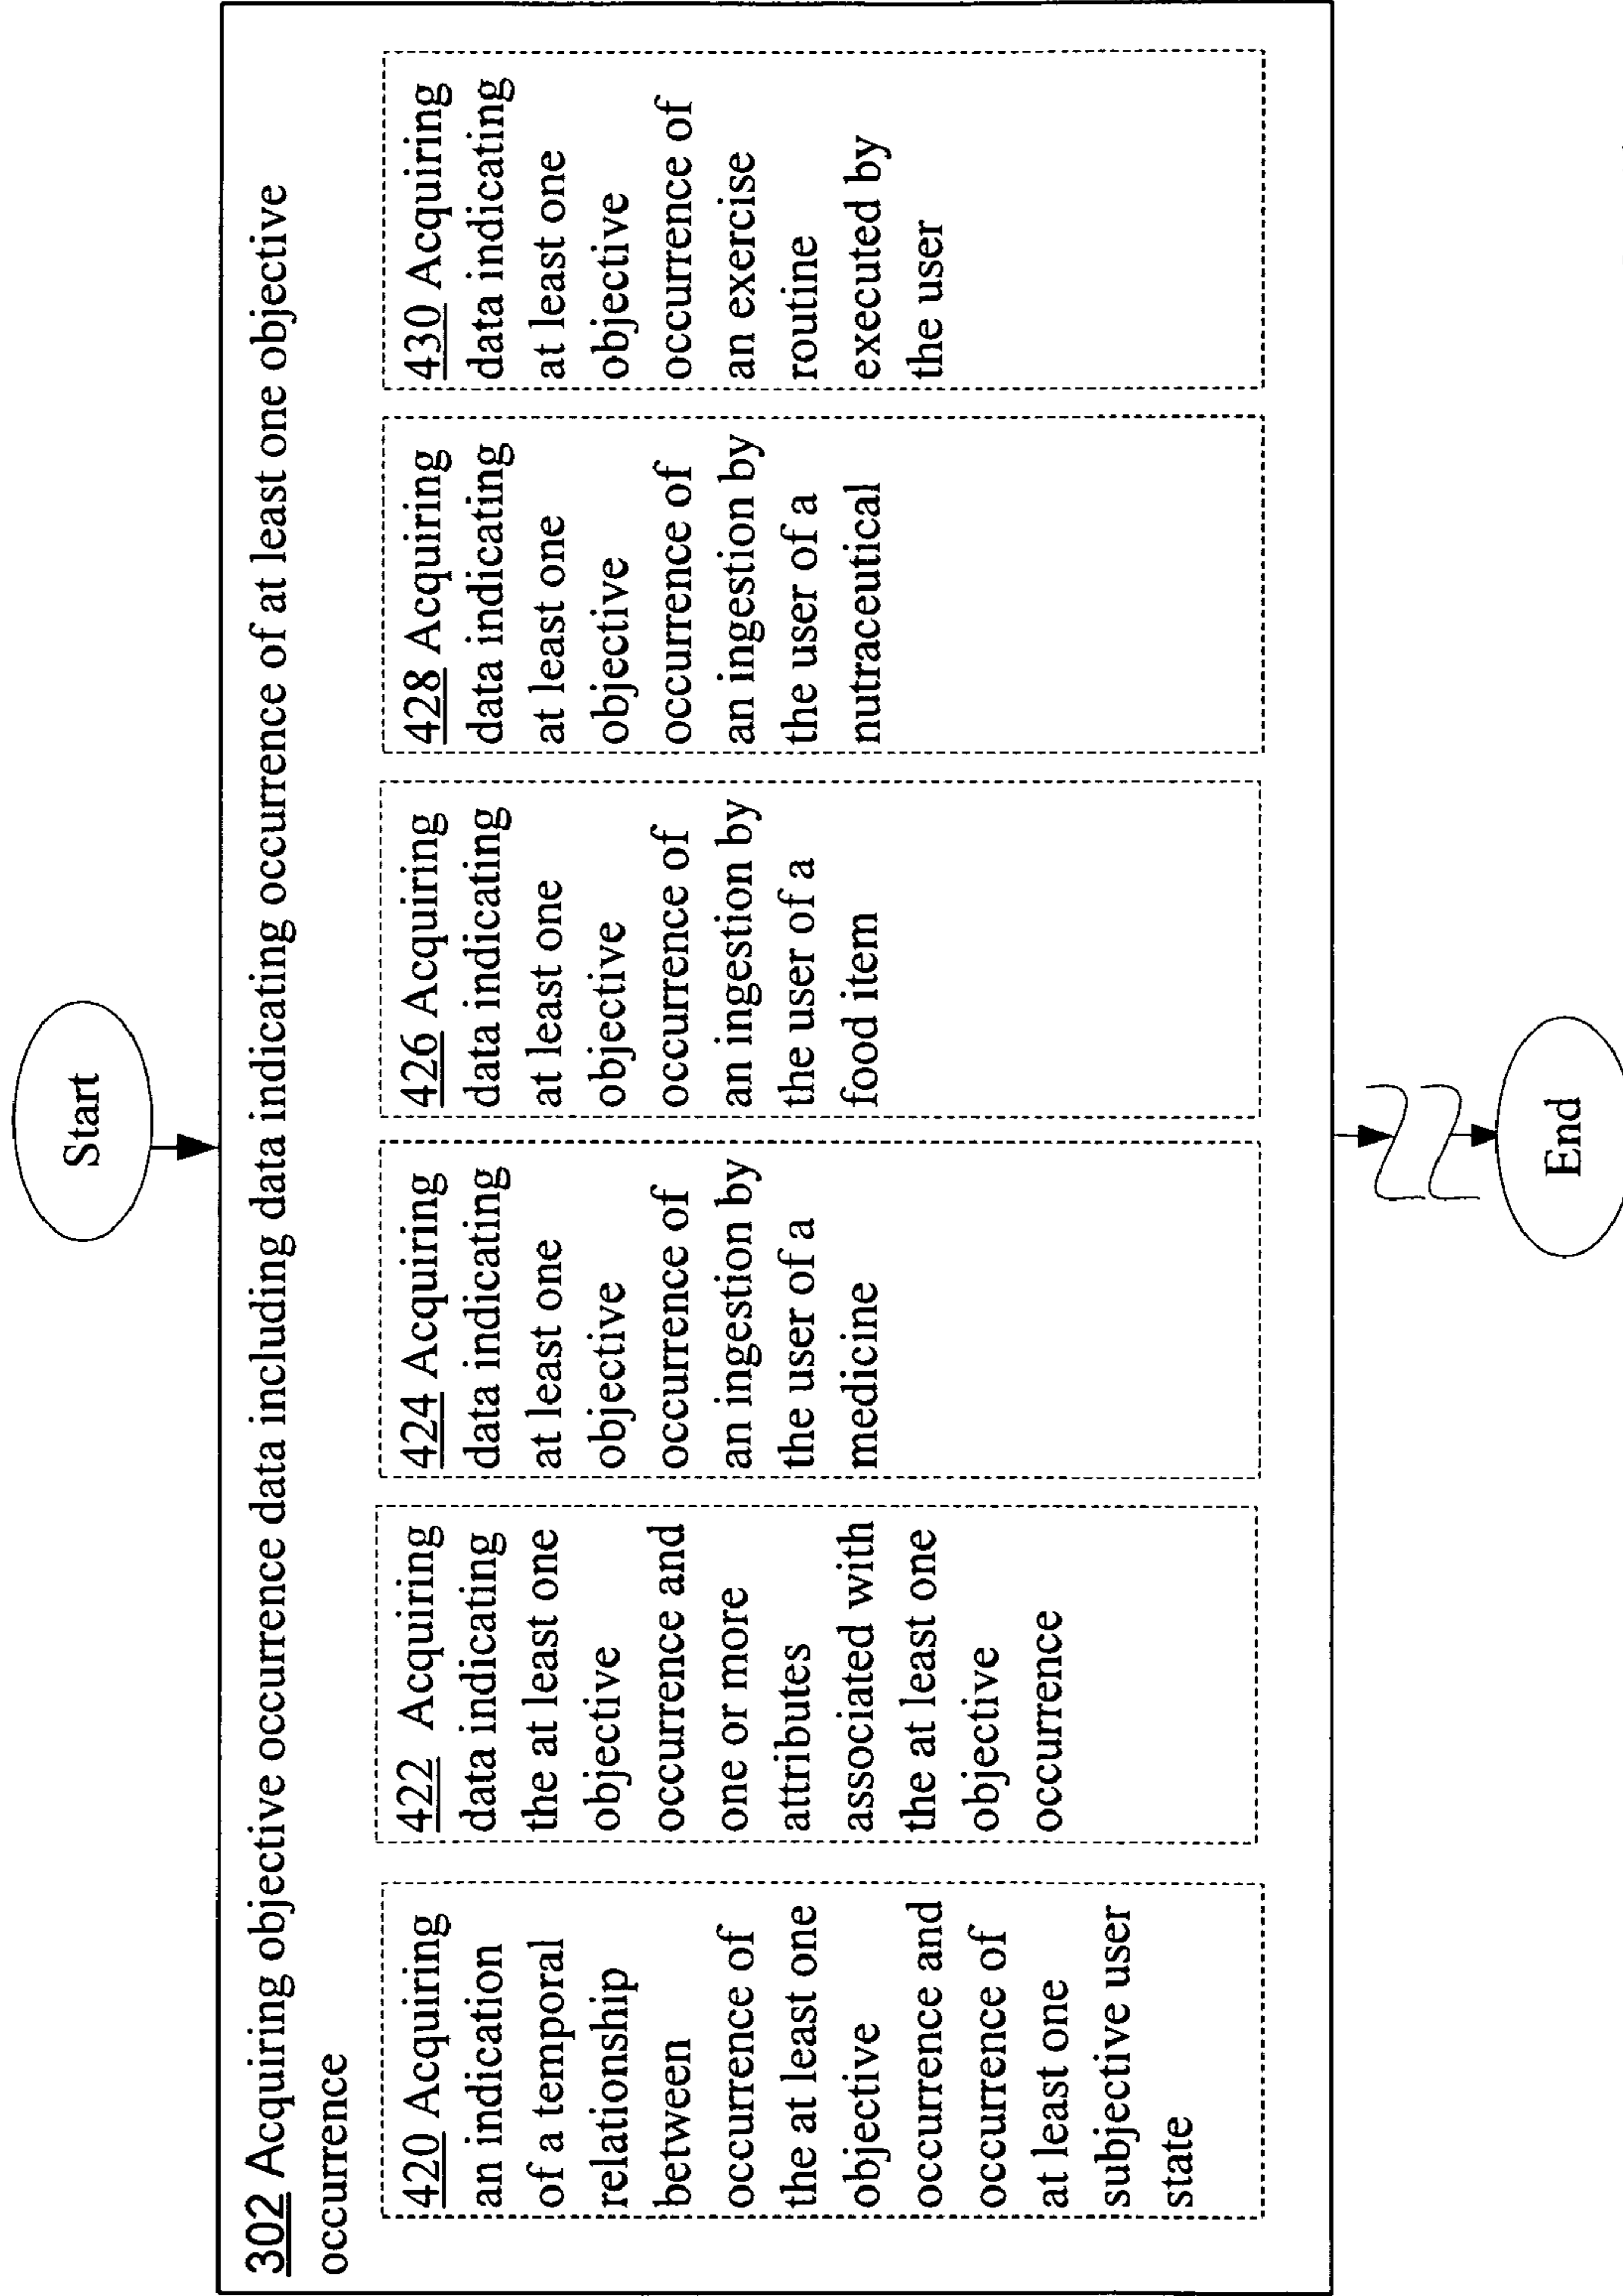 Start
302 Acquiring objective occurrence data including data indicating occurrence of at least one objective
occurrence
420 Acquiring
an indication
of a temporal
relationship
between
occurrence of
the at least one
objective
occurrence and
occurrence of
at least one
subjective user
state
422 Acquiring
data indicating
the at least one
objective
occurrence and
one or more
attributes
associated with
the at least one
objective
occurrence
424 Acquiring
data indicating
at least one
objective
occurrence of
an ingestion by
the user of a
medicine
426 Acquiring
data indicating
at least one
objective
occurrence of
an ingestion by
the user of a
food item
428 Acquiring
data indicating
at least one
objective
occurrence of
an ingestion by
the user of a
nutraceutical
430 Acquiring
data indicating
at least one
objective
occurrence of
an exercise
routine
executed by
the user
End